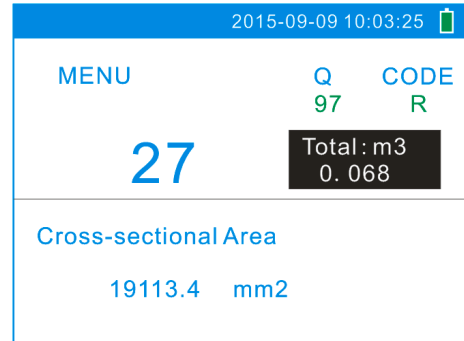 2015-09-09 10:03:25
MENU Q CODE
97 R
27
Total: m3
0. 068
Cross-sectional Area
19113.4 mm2